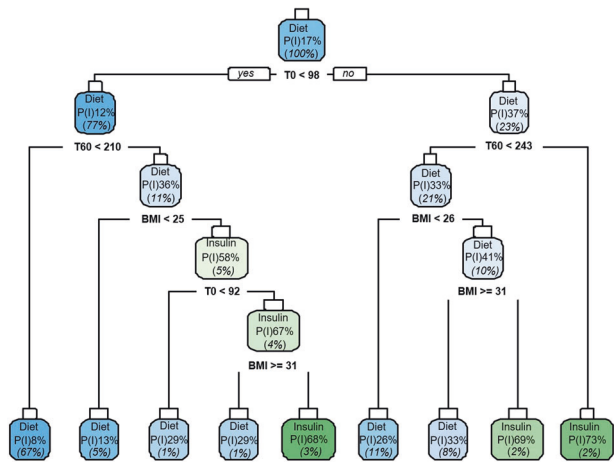 Diet
P(I)17%
(100%)
yes T0 < 98 no
Diet
P(I)12%
(77%)
Diet
P(I)37%
(23%)
T60 < 210
T60 < 243
Diet
P(I)36%
(11%)
Diet
P(I)33%
(21%)
BMI < 25
BMI < 26
Insulin
P(I)58%
(5%)
Diet
P(I)41%
(10%)
T0 < 92
BMI >= 31
Insulin
P(I)67%
(4%)
BMI >= 31
Diet
P(I)8%
(67%)
Diet
P(I)13%
(5%)
Diet
P(I)29%
(1%)
Diet
P(I)29%
(1%)
Insulin
P(I)68%
(3%)
Diet
P(I)26%
(11%)
Diet
P(I)33%
(8%)
Insulin
P(I)69%
(2%)
Insulin
P(I)73%
(2%)